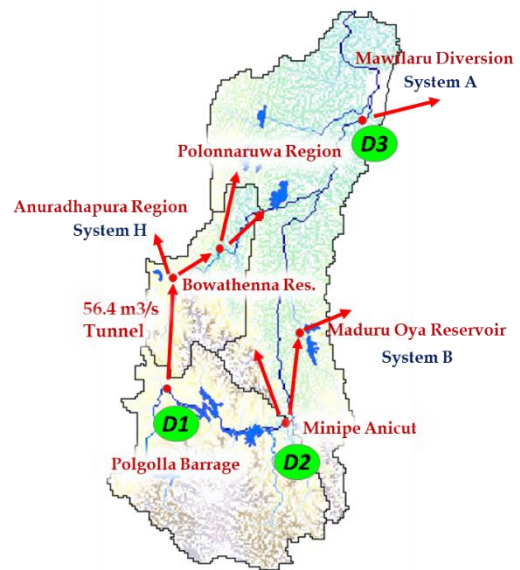 Mawilaru Diversion
System A
D3
Polonnaruwa Region
Anuradhapura Region
System H
Bowathenna Res.
56.4 m3/s
Tunnel
Maduru Oya Reservoir
System B
D1
Minipe Anicut
D2
Polgolla Barrage